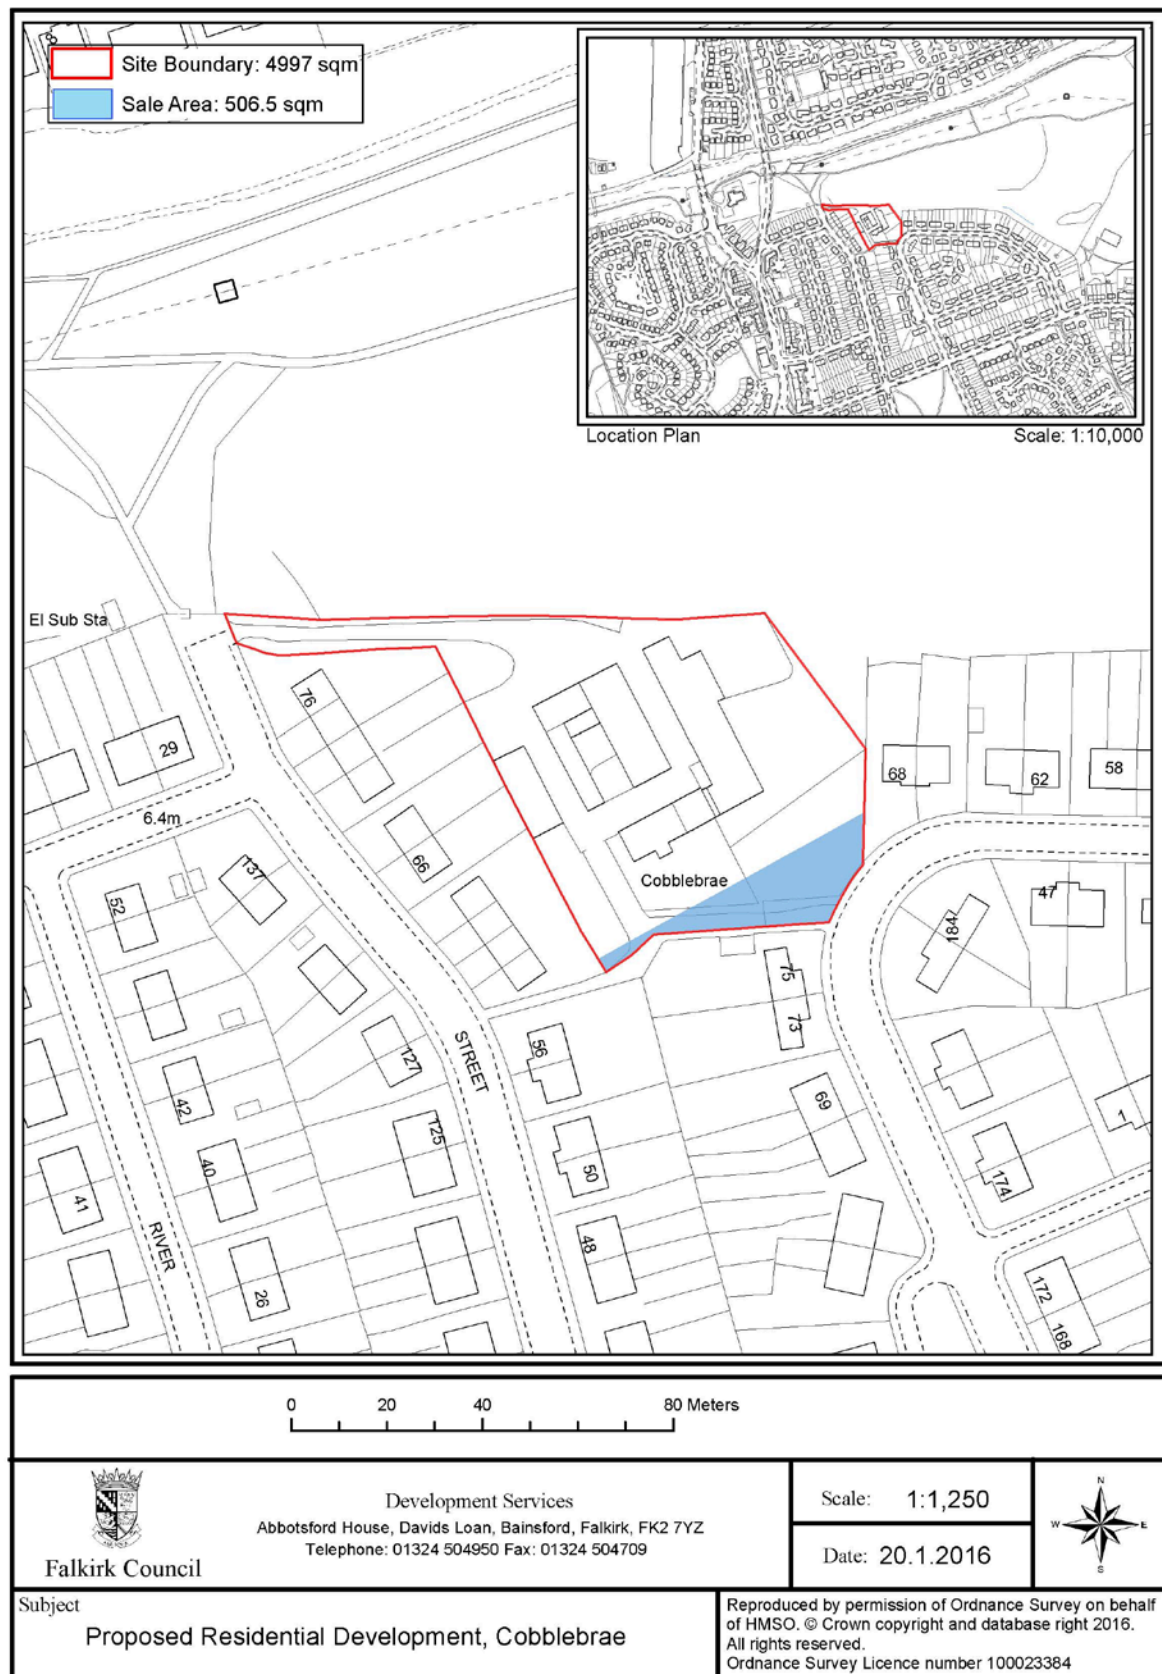 8
Site Boundary: 4997 sqm
Sale Area: 506.5 sqm
Location Plan
Scale: 1:10,000
El Sub Sta
76
29
68
62
58
6.4m
66
137
52
Cobblebrae
47
184
75
73
STREET
56
127
42
69
125
1
40
50
174
41
RIVER
48
26
172
168
0 20 40 80 Meters
Falkirk Council
Development Services
Abbotsford House, Davids Loan, Bainsford, Falkirk, FK2 7YZ
Telephone: 01324 504950 Fax: 01324 504709
Scale: 1:1,250
Date: 20.1.2016
N
W E
S
Subject
Proposed Residential Development, Cobblebrae
Reproduced by permission of Ordnance Survey on behalf
of HMSO. © Crown copyright and database right 2016.
All rights reserved.
Ordnance Survey Licence number 100023384